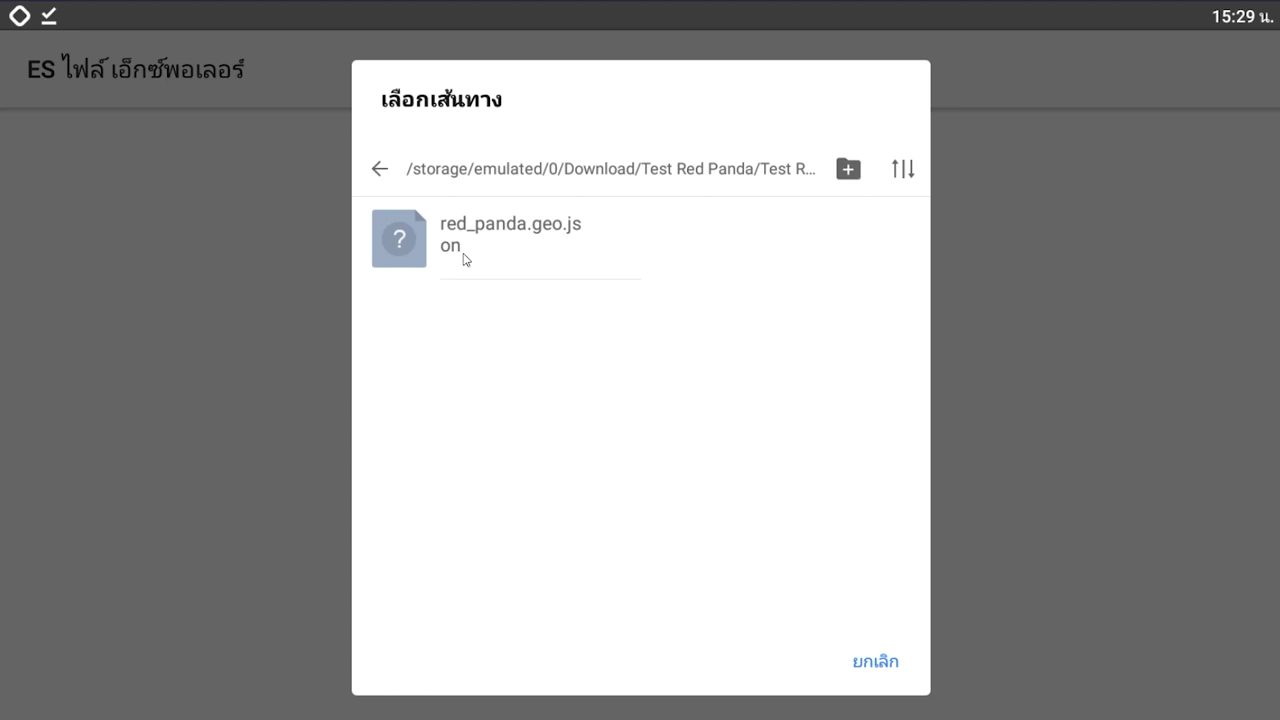 15:29 น.
ES ไฟล์ เอ็กซ์พอเลอร์
เลือกเส้นทาง
/storage/emulated/0/Download/Test Red Panda/Test R...
red_panda.geo.js
on
ยกเลิก